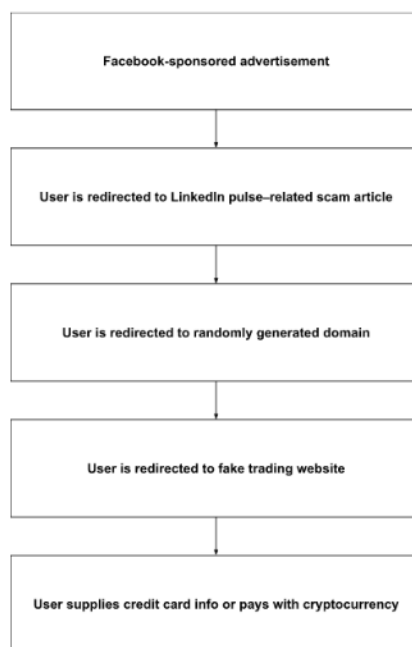 Facebook-sponsored advertisement
User is redirected to LinkedIn pulse–related scam article
User is redirected to randomly generated domain
User is redirected to fake trading website
User supplies credit card info or pays with cryptocurrency